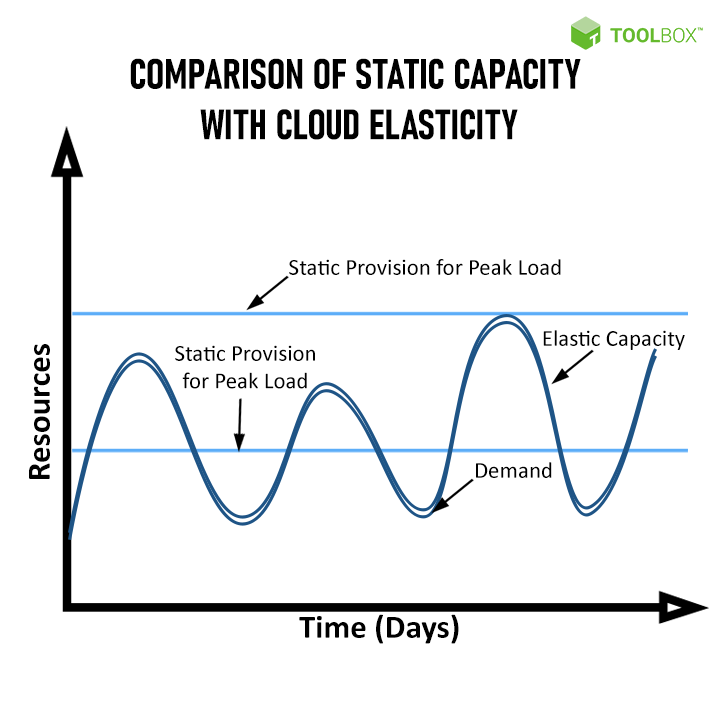 TOOLBOX™
COMPARISON OF STATIC CAPACITY
WITH CLOUD ELASTICITY
Static Provision for Peak Load
Elastic Capacity
Static Provision
for Peak Load
Demand
Resources
Time (Days)